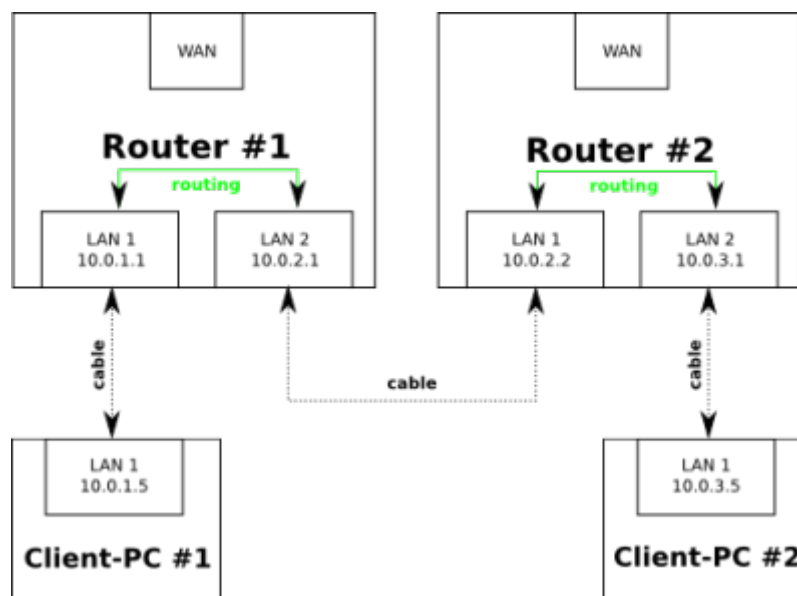 WAN
Router #1
routing
LAN 1
10.0.1.1
LAN 2
10.0.2.1
WAN
Router #2
routing
LAN 1
10.0.2.2
LAN 2
10.0.3.1
cable
cable
cable
LAN 1
10.0.1.5
Client-PC #1
LAN 1
10.0.3.5
Client-PC #2